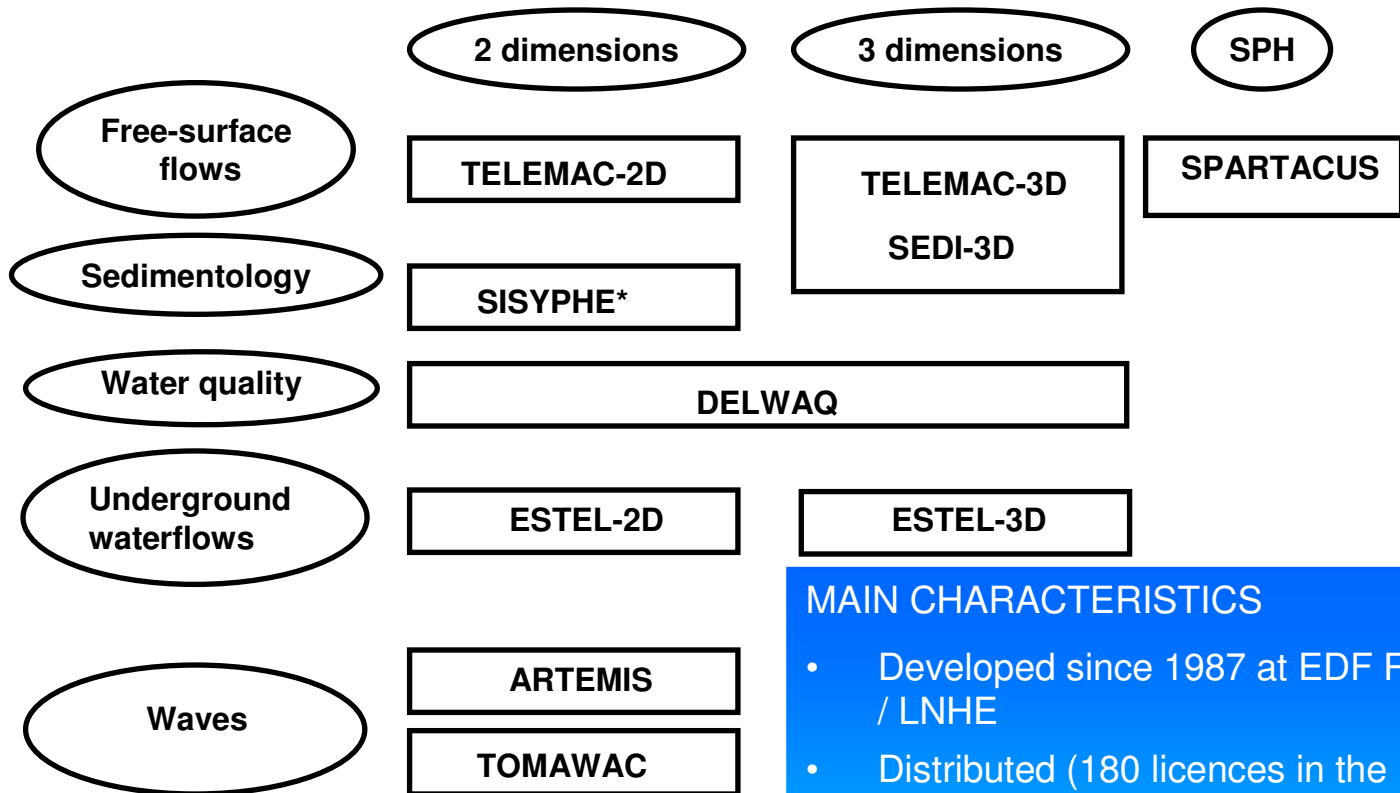 2 dimensions
3 dimensions
SPH
Free-surface
flows
TELEMAC-2D
TELEMAC-3D
SEDI-3D
SPARTACUS
Sedimentology
SISYPHE*
Water quality
DELWAQ
Underground
waterflows
ESTEL-2D
ESTEL-3D
Waves
ARTEMIS
TOMAWAC
MAIN CHARACTERISTICS
• Developed since 1987 at EDF
/ LNHE
• Distributed (180 licences in the